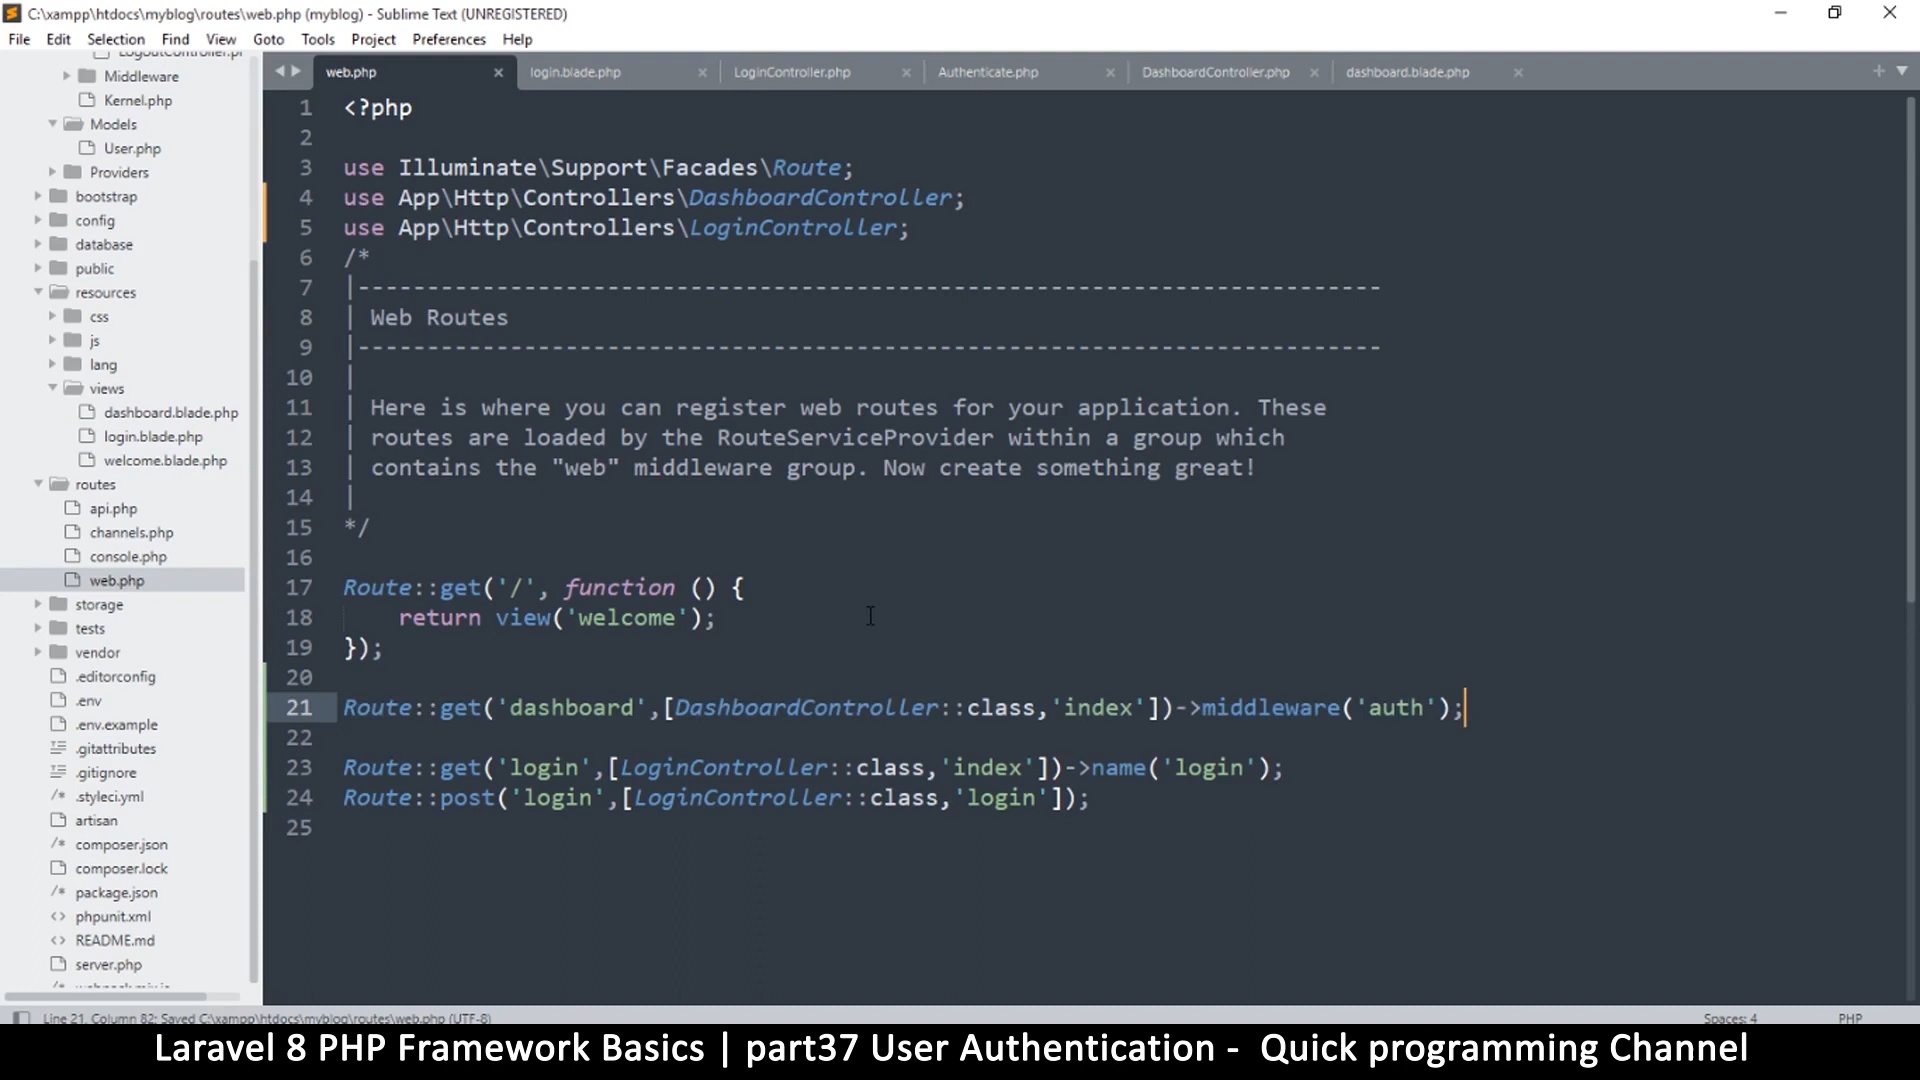 C:\xampp\htdocs\myblog\routes\web.php (myblog) - Sublime Text (UNREGISTERED)
File Edit Selection Find View Goto Tools Project Preferences Help
Middleware
Kernel.php
Models
User.php
Providers
bootstrap
config
database
public
resources
css
js
lang
views
dashboard.blade.php
login.blade.php
welcome.blade.php
routes
api.php
channels.php
console.php
web.php
storage
tests
vendor
.editorconfig
.env
.env.example
.gitattributes
.gitignore
.styleci.yml
artisan
composer.json
composer.lock
package.json
phpunit.xml
README.md
server.php
web.php login.blade.php LoginController.php Authenticate.php DashboardController.php dashboard.blade.php
1 <?php
2
3 use Illuminate\Support\Facades\Route;
4 use App\Http\Controllers\DashboardController;
5 use App\Http\Controllers\LoginController;
6 /*
7 |--------------------------------------------------------------------------
8 | Web Routes
9 |--------------------------------------------------------------------------
10 |
11 | Here is where you can register web routes for your application. These
12 | routes are loaded by the RouteServiceProvider within a group which
13 | contains the "web" middleware group. Now create something great!
14 |
15 */
16
17 Route::get('/', function () {
18     return view('welcome');
19 });
20
21 Route::get('dashboard',[DashboardController::class,'index'])->middleware('auth');
22
23 Route::get('login',[LoginController::class,'index'])->name('login');
24 Route::post('login',[LoginController::class,'login']);
25
Line 21, Column 82; Saved C:\xampp\htdocs\myblog\routes\web.php (UTF-8) Spaces: 4 PHP
Laravel 8 PHP Framework Basics | part37 User Authentication - Quick programming Channel